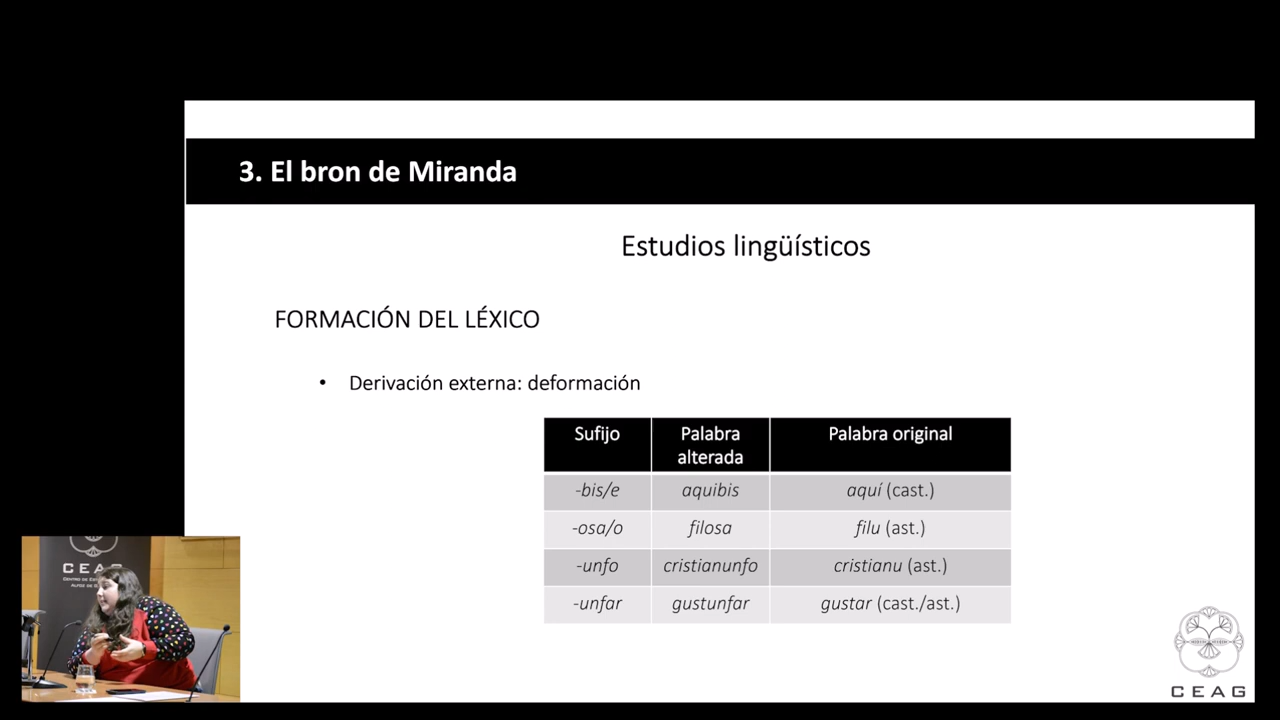 3. El bron de Miranda
Estudios lingüísticos
FORMACIÓN DEL LÉXICO
• Derivación externa: deformación
Sufijo Palabra alterada Palabra original
-bis/e aquibis aquí (cast.)
-osa/o filosa filu (ast.)
-unfo cristianunfo cristianu (ast.)
-unfar gustunfar gustar (cast./ast.)
CEAG